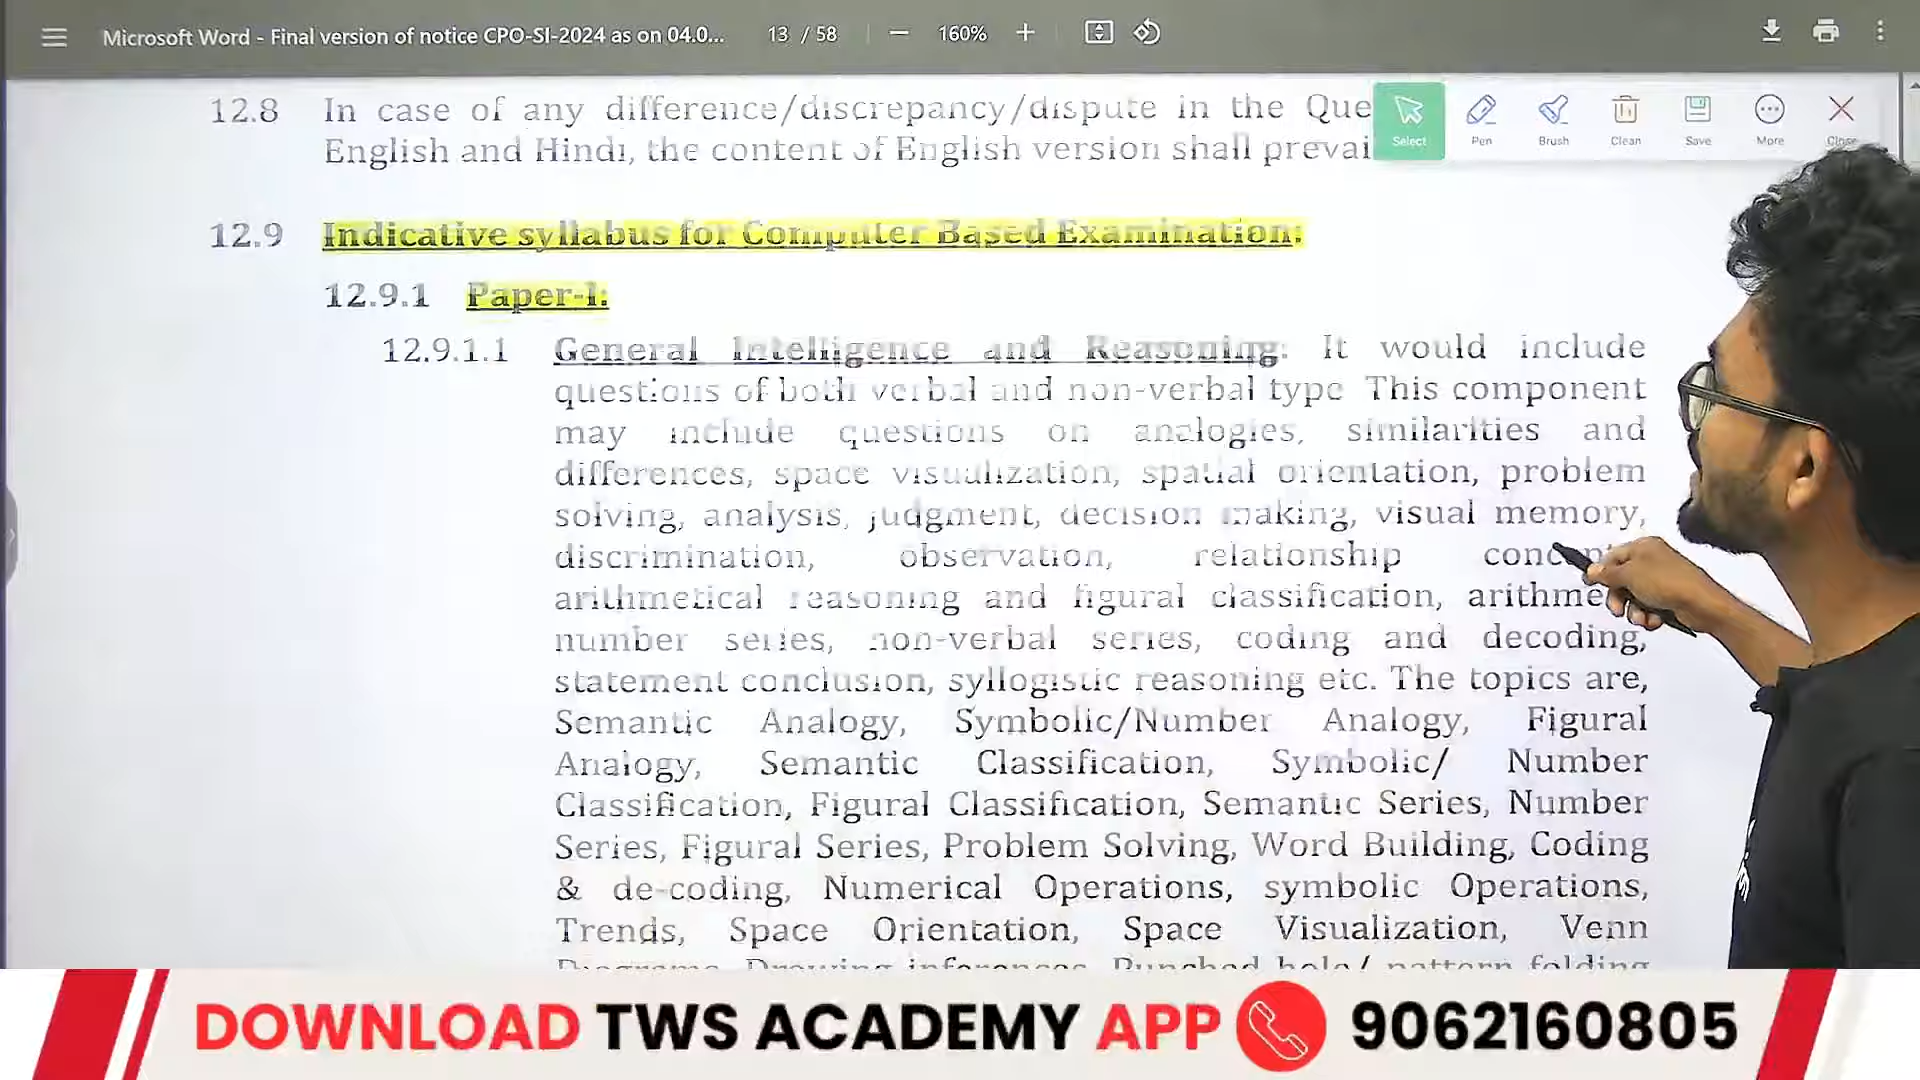 Microsoft Word - Final version of notice CPO-SI-2024 as on 04.0... 13 / 58 160%
12.8 In case of any difference/discrepancy/dispute in the Que
English and Hindi, the content of English version shall prevai
Select Pen Brush Clean Save More Close
12.9 Indicative syllabus for Computer Based Examination:
12.9.1 Paper-I:
12.9.1.1 General Intelligence and Reasoning: It would include
questions of both verbal and non-verbal type This component
may include questions on analogies, similarities and
differences, space visualization, spatial orientation, problem
solving, analysis, judgment, decision making, visual memory,
discrimination, observation, relationship
arithmetical reasoning and figural classification,
number series, non-verbal series, coding and decoding,
statement conclusion, syllogistic reasoning etc. The topics are,
Semantic Analogy, Symbolic/Number Analogy, Figural
Analogy, Semantic Classification, Symbolic/ Number
Classification, Figural Classification, Semantic Series, Number
Series, Figural Series, Problem Solving, Word Building, Coding
& de-coding, Numerical Operations, symbolic Operations,
Trends, Space Orientation, Space Visualization, Venn
Diagrams, Drawing inferences, Punched hole/ pattern folding
DOWNLOAD TWS ACADEMY APP 9062160805